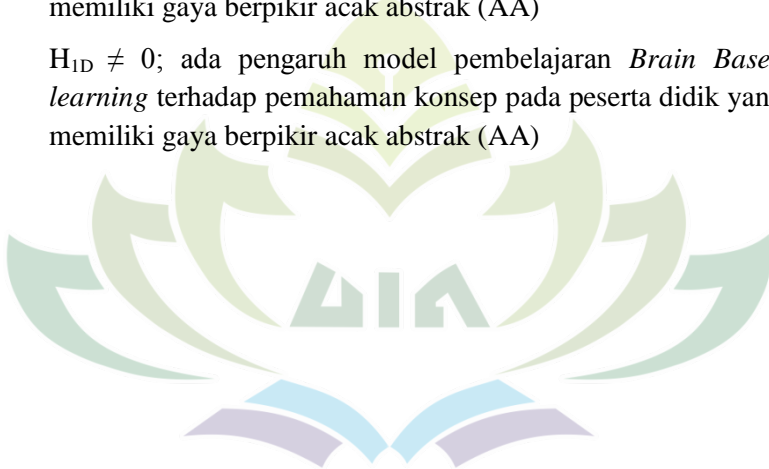 memiliki gaya berpikir acak abstrak (AA)
H1D ≠ 0; ada pengaruh model pembelajaran Brain Base
learning terhadap pemahaman konsep pada peserta didik yan
memiliki gaya berpikir acak abstrak (AA)
UIN